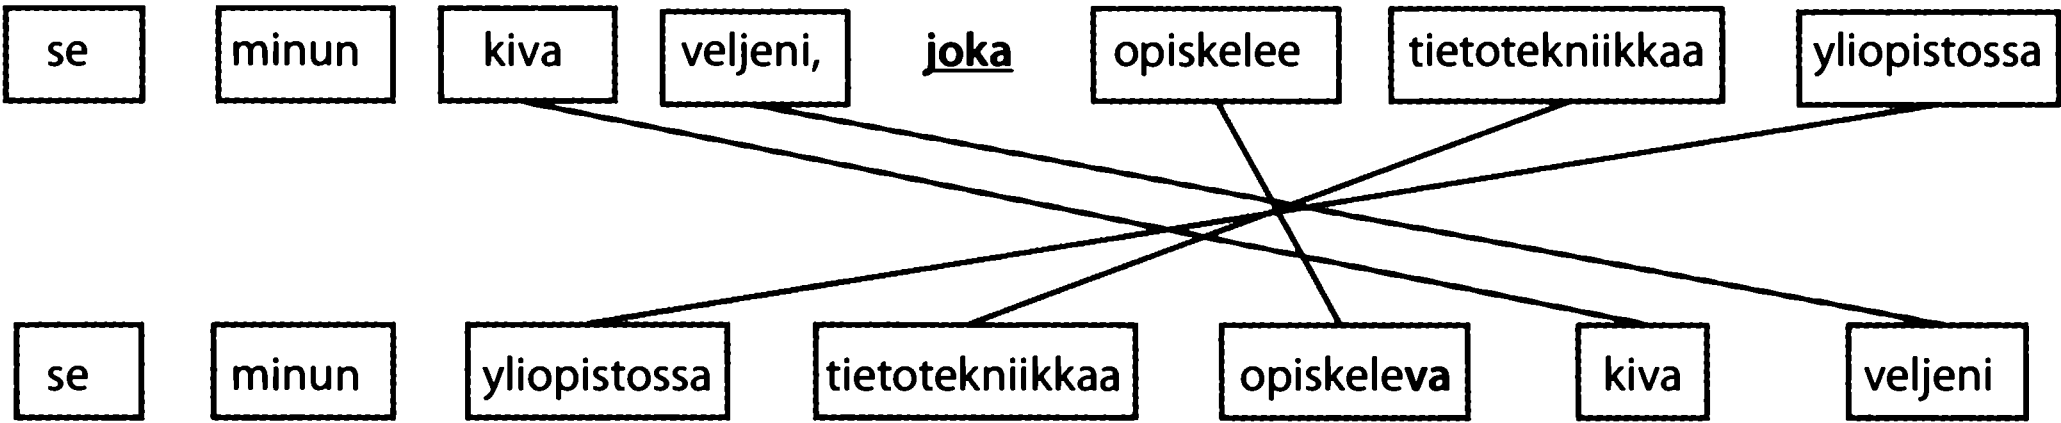 se minun kiva veljeni, joka opiskelee tietotekniikkaa yliopistossa
se minun yliopistossa tietotekniikkaa opiskeleva kiva veljeni